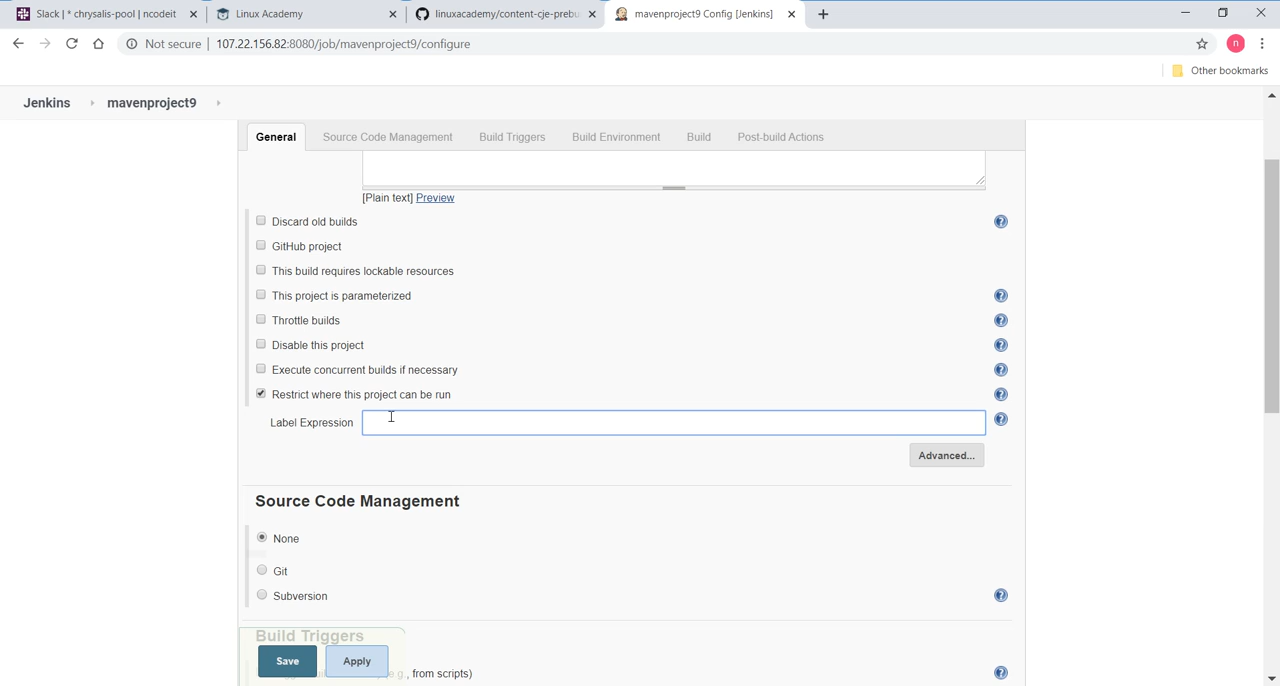 Slack | * chrysalis-pool | ncodeit
Linux Academy
linuxacademy/content-cje-prebu
mavenproject9 Config [Jenkins]
Not secure | 107.22.156.82:8080/job/mavenproject9/configure
n
Other bookmarks
Jenkins
mavenproject9
General
Source Code Management
Build Triggers
Build Environment
Build
Post-build Actions
[Plain text] Preview
Discard old builds
GitHub project
This build requires lockable resources
This project is parameterized
Throttle builds
Disable this project
Execute concurrent builds if necessary
Restrict where this project can be run
Label Expression
Advanced...
Source Code Management
None
Git
Subversion
Build Triggers
Save
Apply
, from scripts)